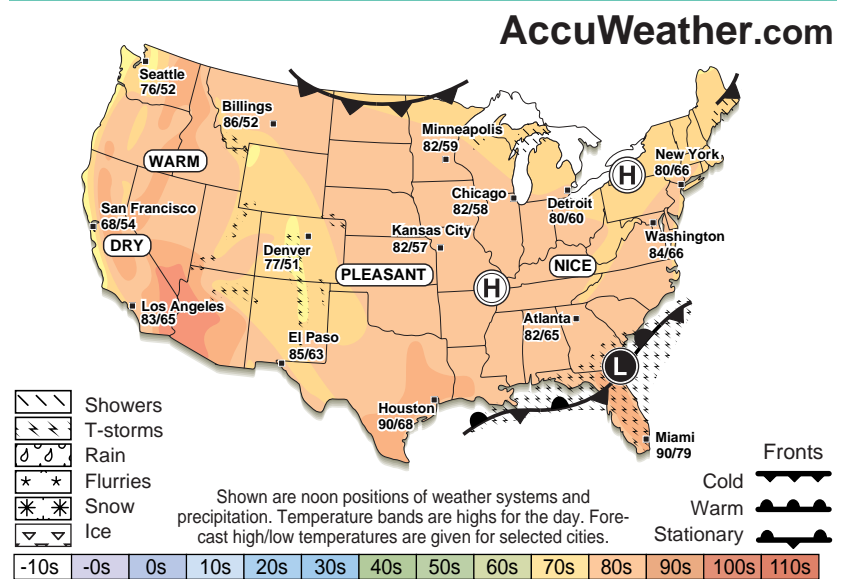 AccuWeather.com
Seattle
76/52
Billings
86/52
Minneapolis
82/59
WARM
New York
80/66
H
Chicago
82/58
Detroit
80/60
San Francisco
68/54
DRY
Kansas City
82/57
Washington
84/66
Denver
77/51
PLEASANT
NICE
H
Los Angeles
83/65
Atlanta
82/65
El Paso
85/63
L
Houston
90/68
Miami
90/79
Showers
T-storms
Rain
Flurries
Snow
Ice
Fronts
Cold
Warm
Stationary
Shown are noon positions of weather systems and
precipitation. Temperature bands are highs for the day. Fore-
cast high/low temperatures are given for selected cities.
-10s -0s 0s 10s 20s 30s 40s 50s 60s 70s 80s 90s 100s 110s